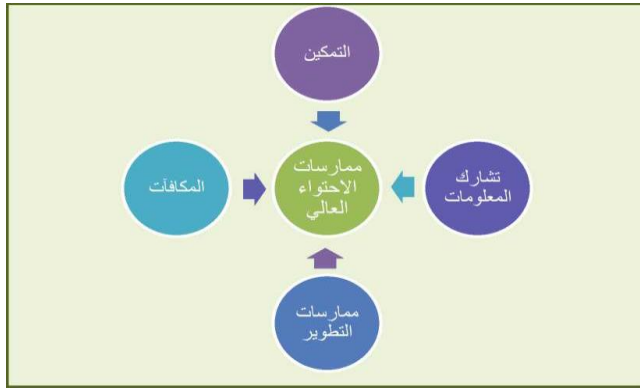 التمكين
تشارك
المعلومات
ممارسات
الاحتواء
العالي
المكافآت
ممارسات
التطوير